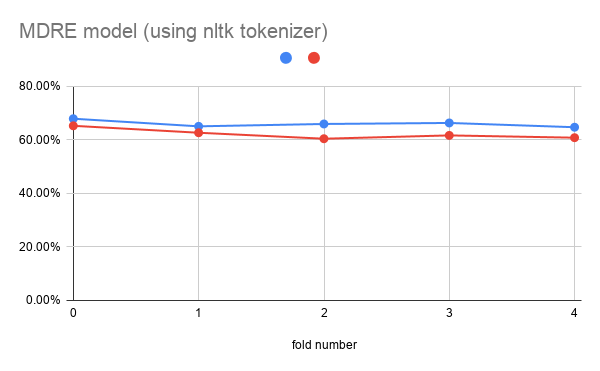 MDRE model (using nltk tokenizer)
80.00%
60.00%
40.00%
20.00%
0.00%
0 1 2 3 4
fold number